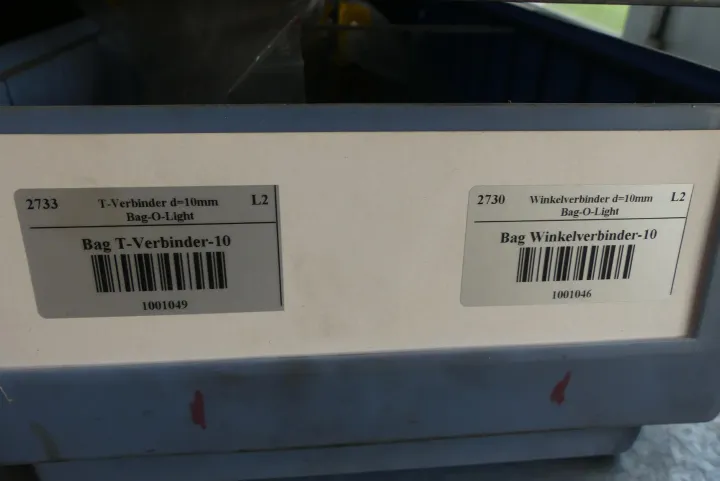 2733 T-Verbinder d=10mm L2
Bag-O-Light
Bag T-Verbinder-10
1001049
2730 Winkelverbinder d=10mm L2
Bag-O-Light
Bag Winkelverbinder-10
1001046